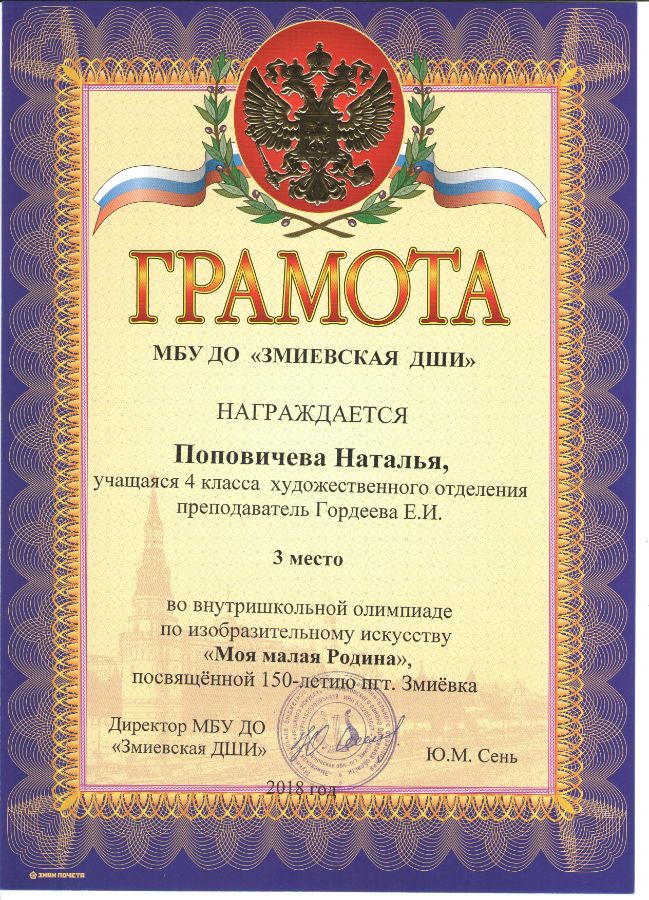 ГРАМОТА
МБУ ДО «ЗМИЕВСКАЯ ДШИ»
НАГРАЖДАЕТСЯ
Поповичева Наталья,
учащаяся 4 класса художественного отделения
преподаватель Гордеева Е.И.
3 место
во внутришкольной олимпиаде
по изобразительному искусству
«Моя малая Родина»,
посвящённой 150-летию пгт. Змиёвка
Директор МБУ ДО
«Змиевская ДШИ»
Ю.М. Сень
2018 год
ЗНАК ПОЧЕТА